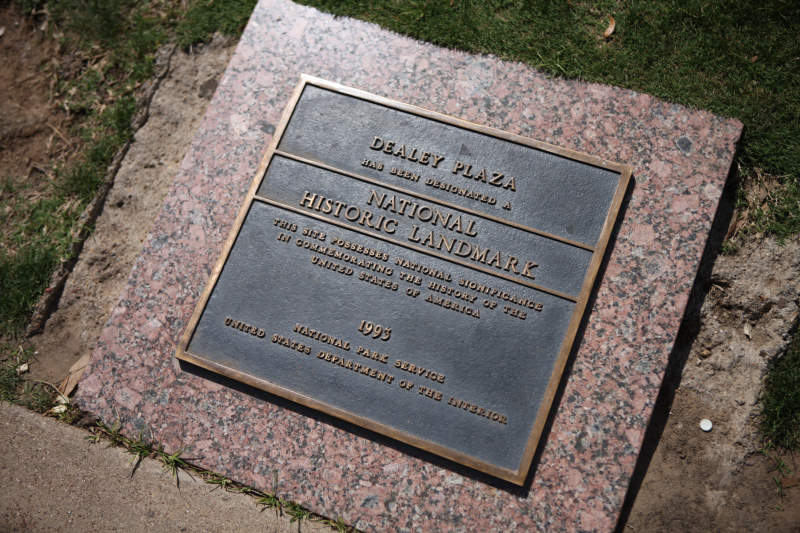 DEALEY PLAZA
HAS BEEN DESIGNATED A
NATIONAL
HISTORIC LANDMARK
THIS SITE POSSESSES NATIONAL SIGNIFICANCE
IN COMMEMORATING THE HISTORY OF THE
UNITED STATES OF AMERICA
1993
NATIONAL PARK SERVICE
UNITED STATES DEPARTMENT OF THE INTERIOR